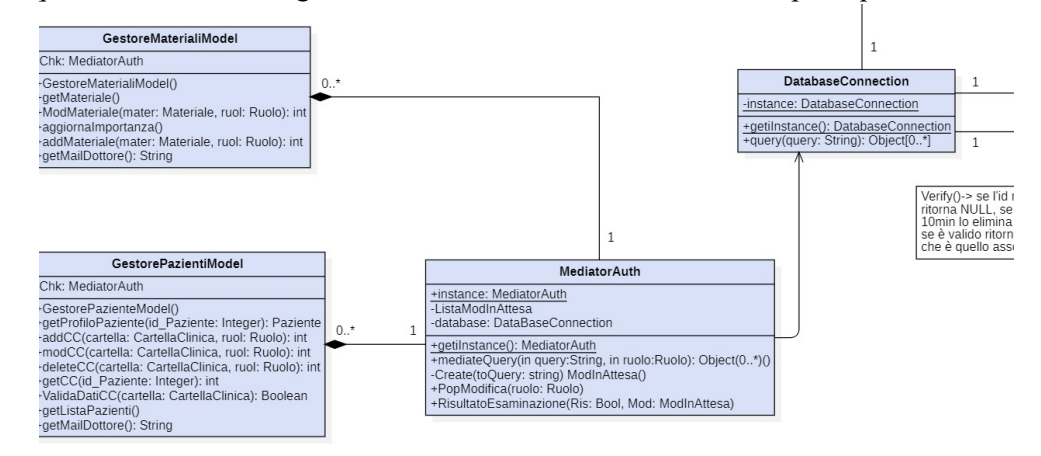 GestoreMaterialiModel
Chk: MediatorAuth
-GestoreMaterialiModel()
-getMateriale()
-ModMateriale(mater: Materiale, ruol: Ruolo): int
-aggiornaImportanza()
-addMateriale(mater: Materiale, ruol: Ruolo): int
-getMailDottore(): String
0..*
1
1
DatabaseConnection
-instance: DatabaseConnection
+getiInstance(): DatabaseConnection
+query(query: String): Object[0..*]
1
1
Verify()-> se l'id
ritorna NULL, se
10min lo elimina
se è valido
che è quello
GestorePazientiModel
Chk: MediatorAuth
-GestorePazienteModel()
-getProfiloPaziente(id_Paziente: Integer): Paziente
-addCC(cartella: CartellaClinica, ruol: Ruolo): int
-modCC(cartella: CartellaClinica, ruol: Ruolo): int
-deleteCC(cartella: CartellaClinica, ruol: Ruolo): int
-getCC(id_Paziente: Integer): int
-ValidaDatiCC(cartella: CartellaClinica): Boolean
-getListaPazienti()
-getMailDottore(): String
0..*
1
MediatorAuth
+instance: MediatorAuth
-ListaModInAttesa
-database: DataBaseConnection
+getiInstance(): MediatorAuth
+mediateQuery(in query:String, in ruolo:Ruolo): Object(0..*)()
-Create(toQuery: string) ModInAttesa()
+PopModifica(ruolo: Ruolo)
+RisultatoEsaminazione(Ris: Bool, Mod: ModInAttesa)